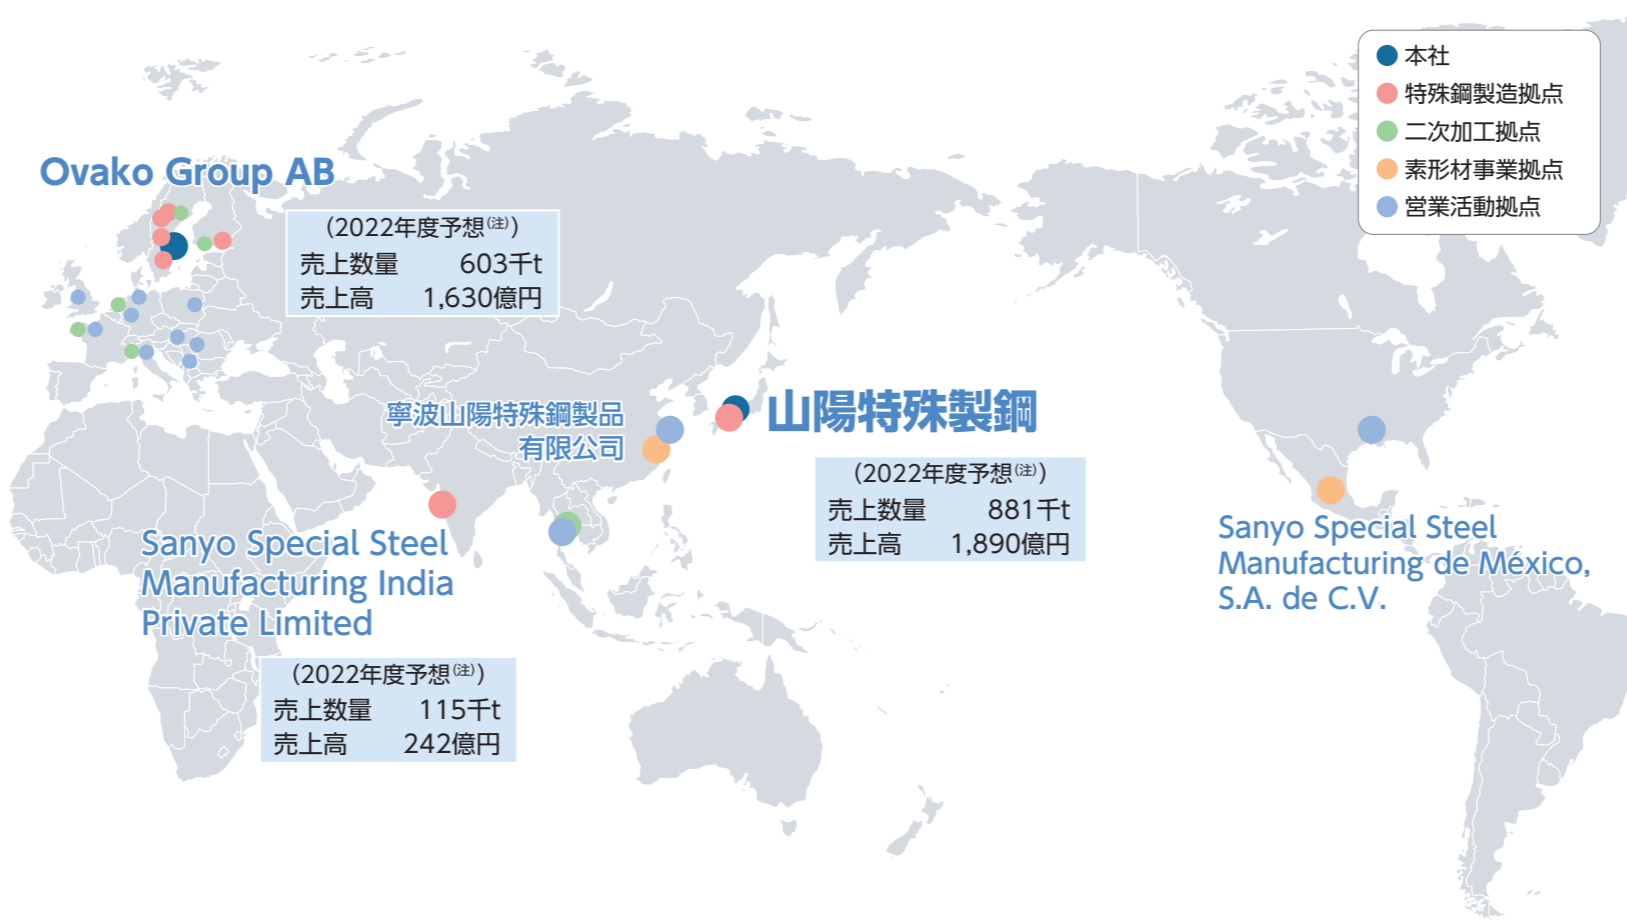 本社
特殊鋼製造拠点
二次加工拠点
素形材事業拠点
営業活動拠点
Ovako Group AB
（2022年度予想(注)）
売上数量 603千t
売上高 1,630億円
寧波山陽特殊鋼製品
有限公司
山陽特殊製鋼
（2022年度予想(注)）
売上数量 881千t
売上高 1,890億円
Sanyo Special Steel
Manufacturing India
Private Limited
（2022年度予想(注)）
売上数量 115千t
売上高 242億円
Sanyo Special Steel
Manufacturing de México,
S.A. de C.V.